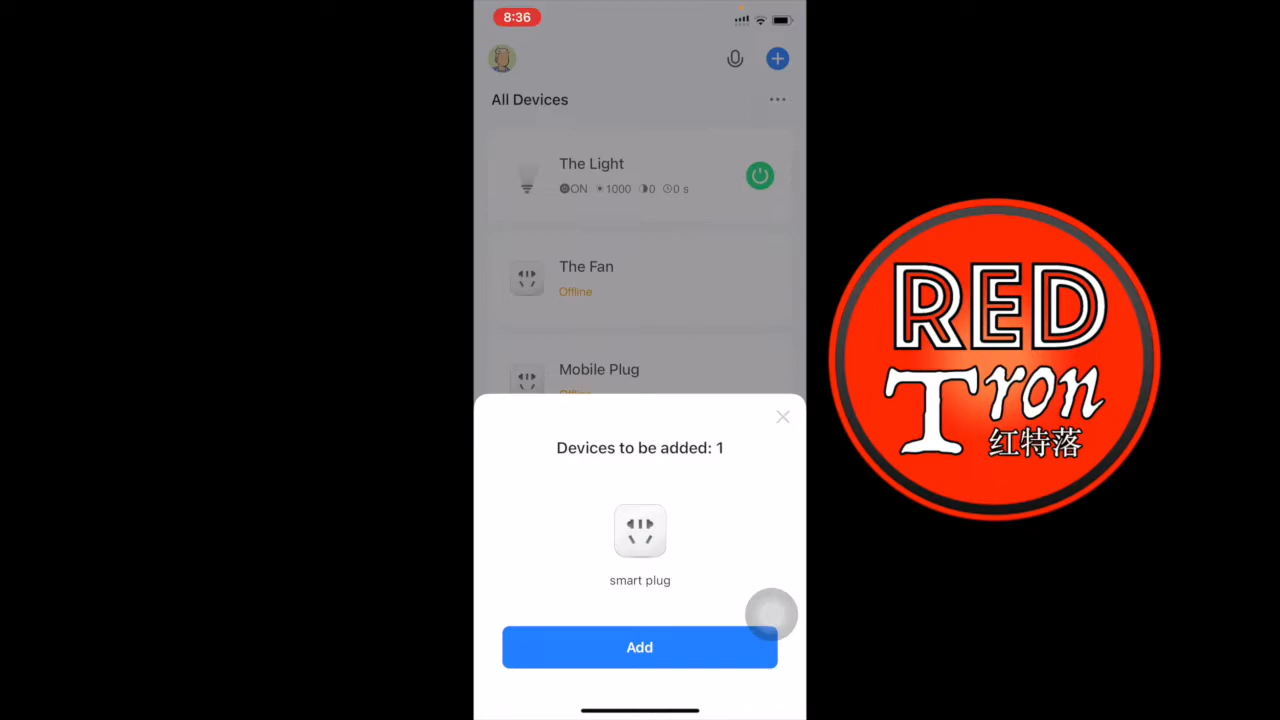 8:36
All Devices
The Light
ON 1000 0 0 s
The Fan
Offline
Mobile Plug
Offline
Devices to be added: 1
smart plug
Add
RED
Tron
红特落